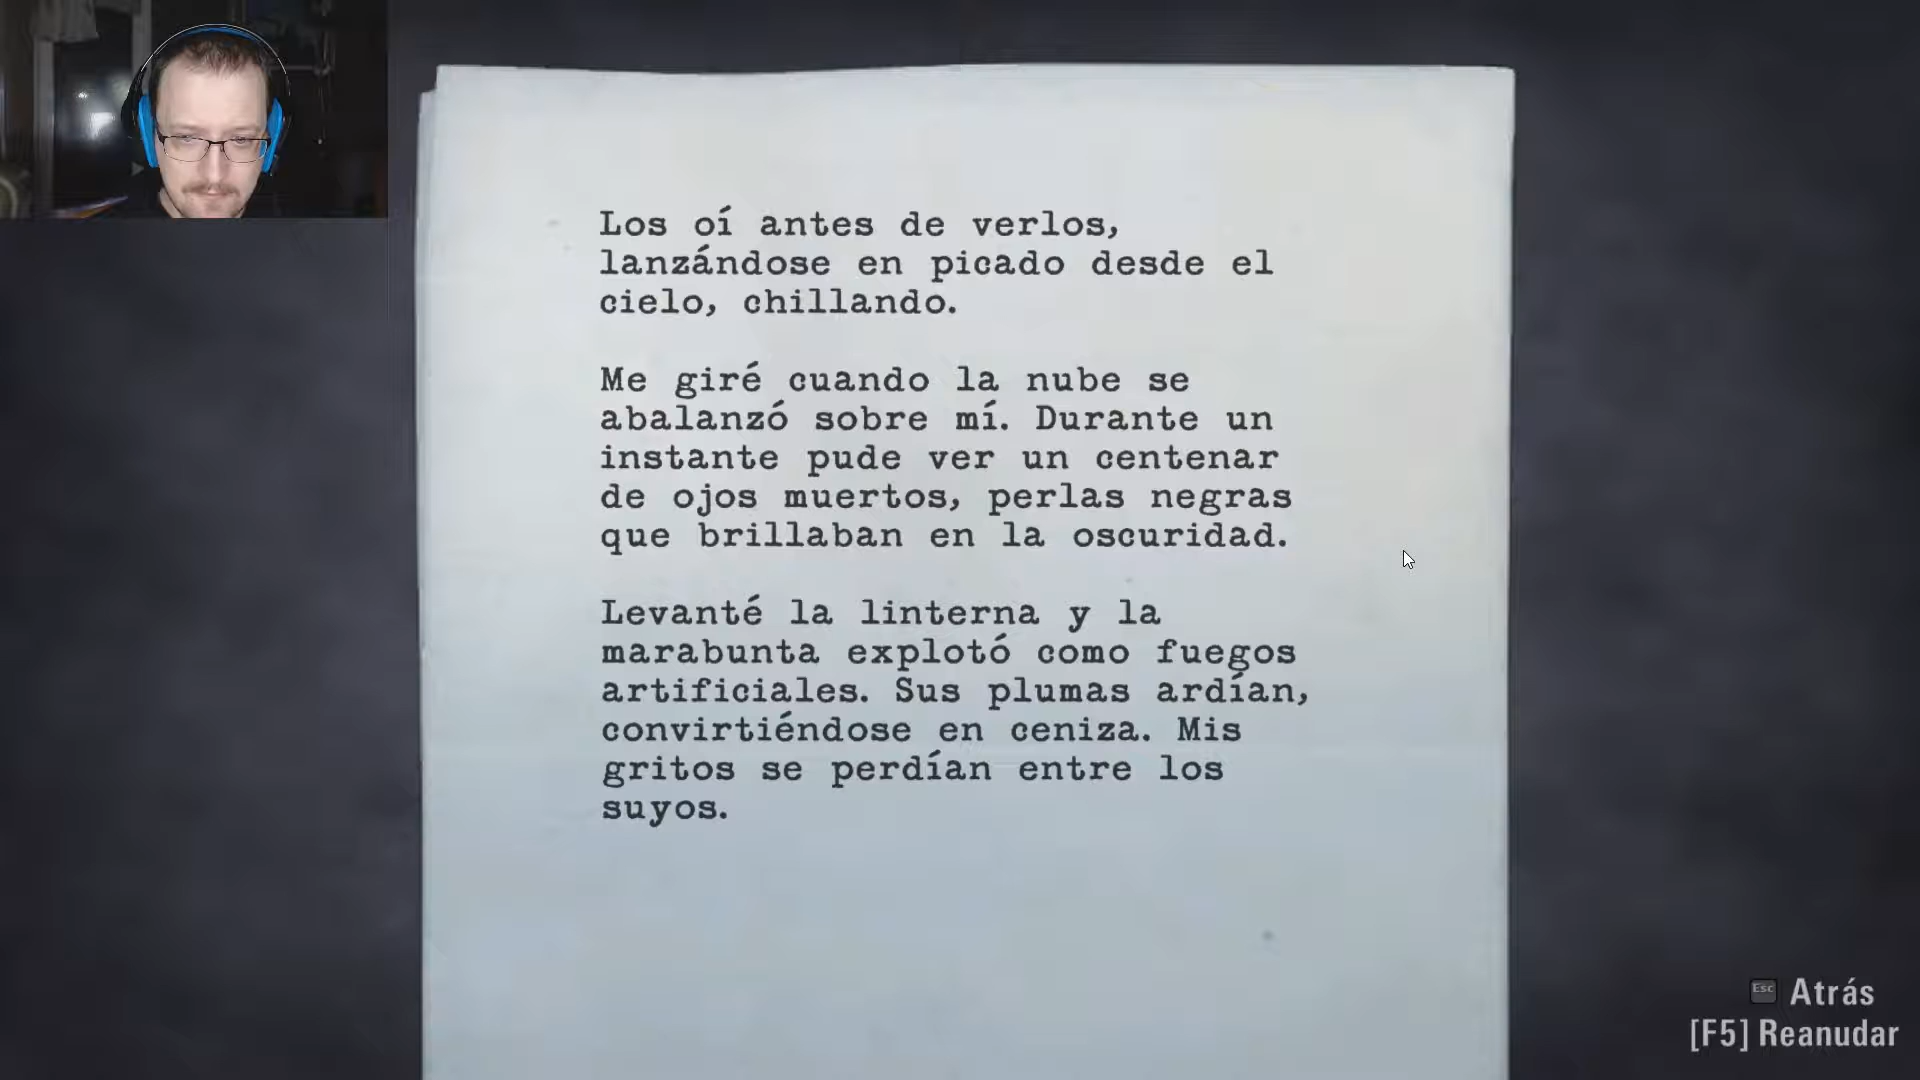 Los oí antes de verlos,
lanzándose en picado desde el
cielo, chillando.
Me giré cuando la nube se
abalanzó sobre mí. Durante un
instante pude ver un centenar
de ojos muertos, perlas negras
que brillaban en la oscuridad.
Levanté la linterna y la
marabunta explotó como fuegos
artificiales. Sus plumas ardían,
convirtiéndose en ceniza. Mis
gritos se perdían entre los
suyos.
Esc Atrás
[F5] Reanudar